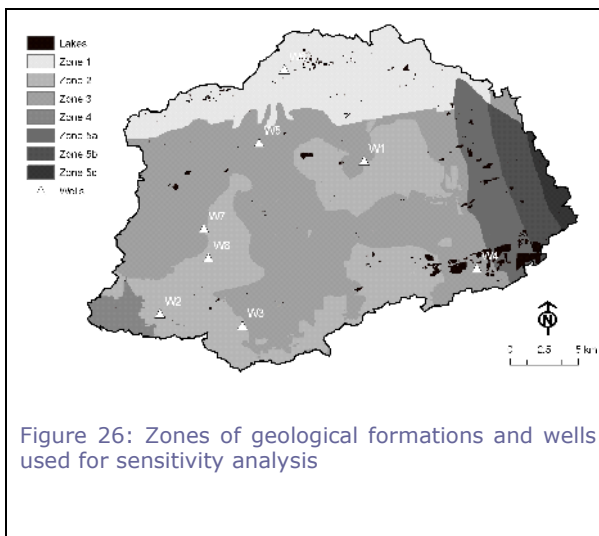 Lakes
Zone 1
Zone 2
Zone 3
Zone 4
Zone 5a
Zone 5b
Zone 5c
Wells
W5
W1
W7
W8
W4
W2
W3
N
0 2.5 5 km
Figure 26: Zones of geological formations and wells
used for sensitivity analysis